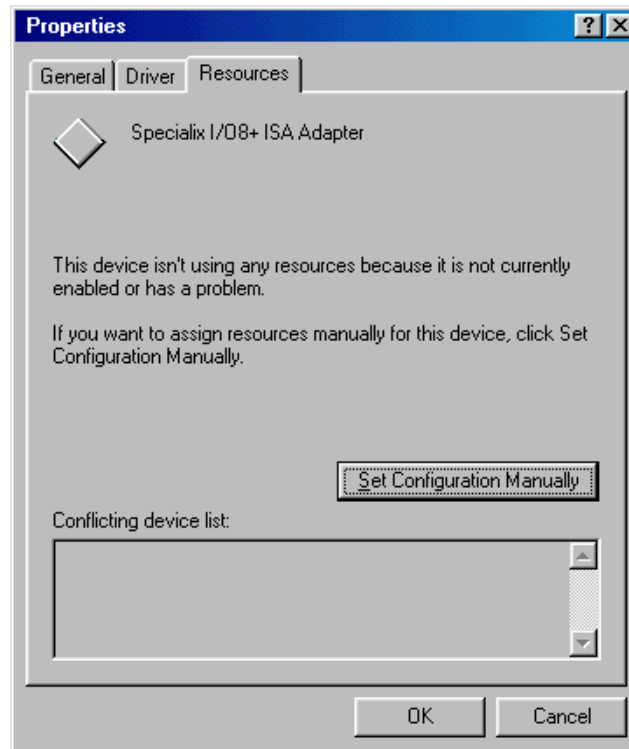 Properties
General Driver Resources
Specialix I/O8+ ISA Adapter
This device isn't using any resources because it is not currently
enabled or has a problem.
If you want to assign resources manually for this device, click Set
Configuration Manually.
Set Configuration Manually
Conflicting device list:
OK Cancel